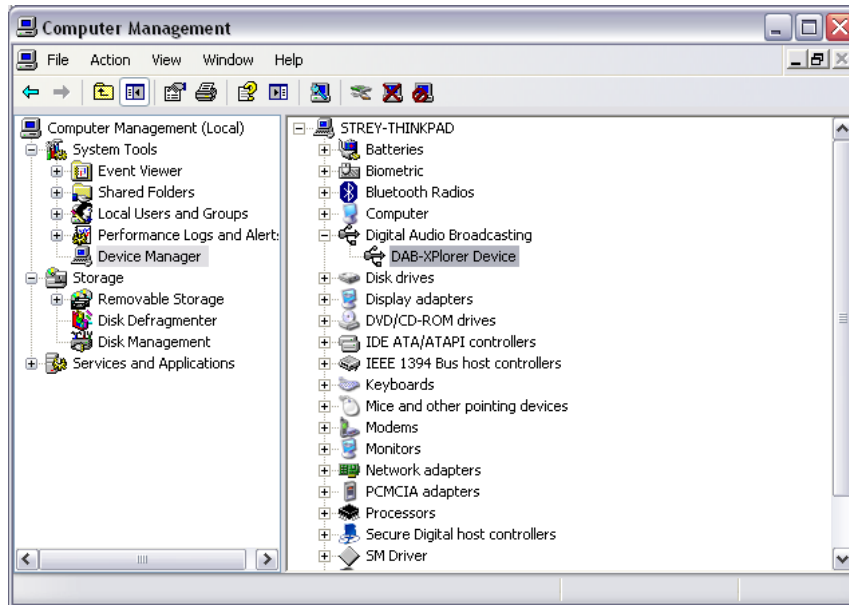 Computer Management
File Action View Window Help
Computer Management (Local)
System Tools
Event Viewer
Shared Folders
Local Users and Groups
Performance Logs and Alert:
Device Manager
Storage
Removable Storage
Disk Defragmenter
Disk Management
Services and Applications
STREY-THINKPAD
Batteries
Biometric
Bluetooth Radios
Computer
Digital Audio Broadcasting
DAB-XPlorer Device
Disk drives
Display adapters
DVD/CD-ROM drives
IDE ATA/ATAPI controllers
IEEE 1394 Bus host controllers
Keyboards
Mice and other pointing devices
Modems
Monitors
Network adapters
PCMCIA adapters
Processors
Secure Digital host controllers
SM Driver